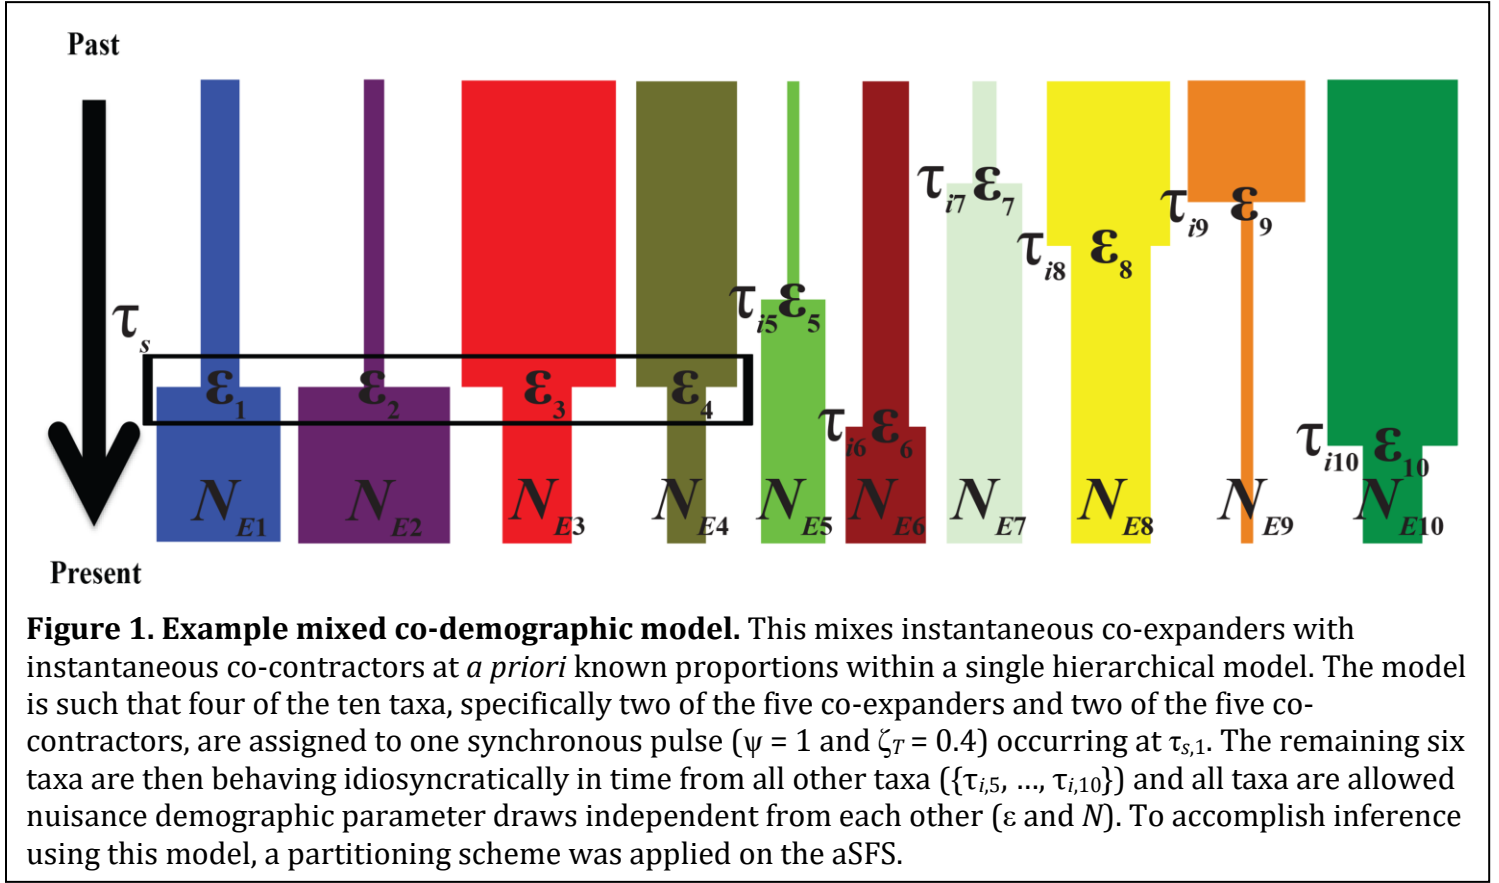 Past
τi7 ε7
τi9 ε9
τi8 ε8
τs
τi5 ε5
ε1 ε2 ε3 ε4
τi6 ε6
τi10 ε10
NE1 NE2 NE3 NE4 NE5 NE6 NE7 NE8 NE9 NE10
Present
Figure 1. Example mixed co-demographic model. This mixes instantaneous co-expanders with
instantaneous co-contractors at a priori known proportions within a single hierarchical model. The model
is such that four of the ten taxa, specifically two of the five co-expanders and two of the five co-
contractors, are assigned to one synchronous pulse (ψ = 1 and ζT = 0.4) occurring at τs,1. The remaining six
taxa are then behaving idiosyncratically in time from all other taxa ({τi,5, ..., τi,10}) and all taxa are allowed
nuisance demographic parameter draws independent from each other (ε and N). To accomplish inference
using this model, a partitioning scheme was applied on the aSFS.